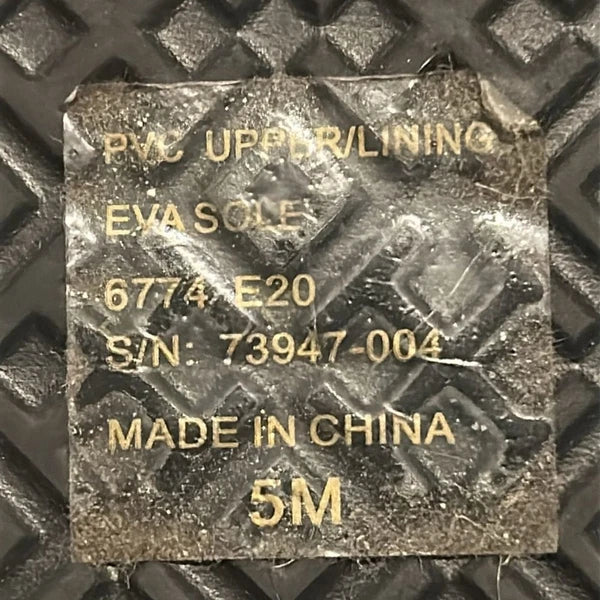 PVC UPPER/LINING
EVA SOLE
6774 E20
S/N: 73947-004
MADE IN CHINA
5M